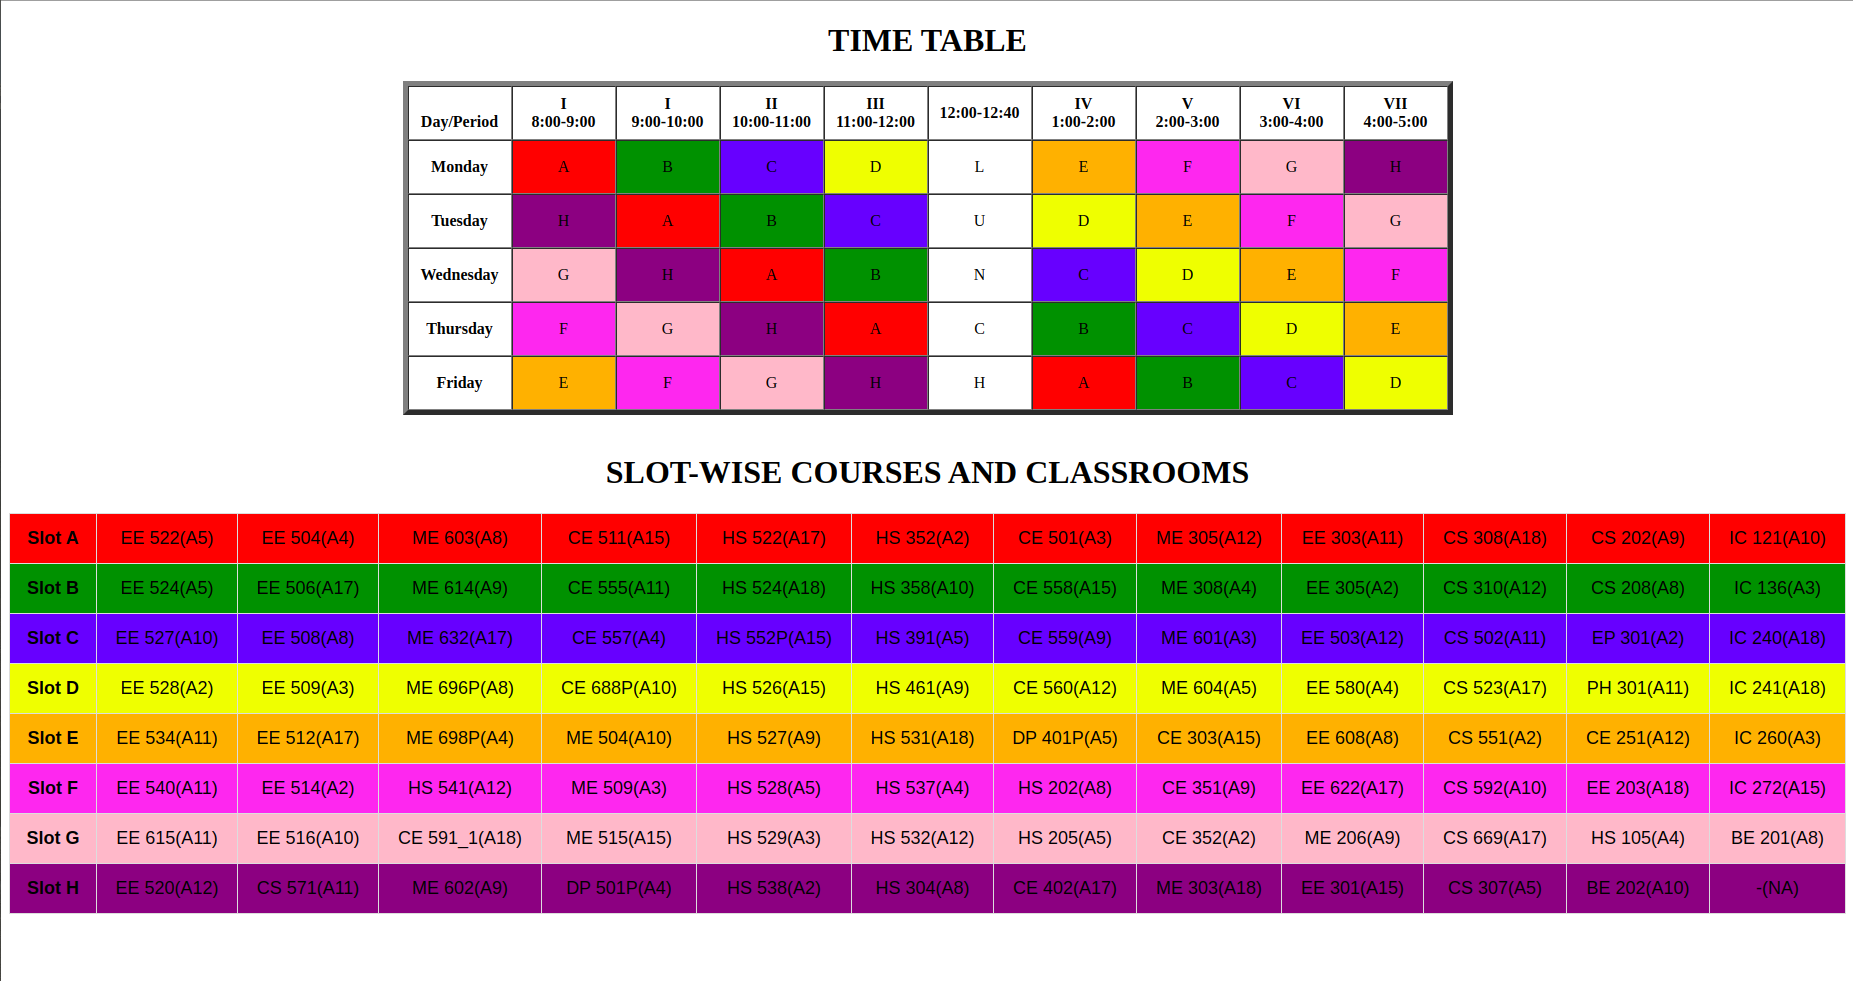 TIME TABLE
Day/Period I 8:00-9:00 I 9:00-10:00 II 10:00-11:00 III 11:00-12:00 12:00-12:40 IV 1:00-2:00 V 2:00-3:00 VI 3:00-4:00 VII 4:00-5:00
Monday A B C D L E F G H
Tuesday H A B C U D E F G
Wednesday G H A B N C D E F
Thursday F G H A C B C D E
Friday E F G H H A B C D
SLOT-WISE COURSES AND CLASSROOMS
Slot A EE 522(A5) EE 504(A4) ME 603(A8) CE 511(A15) HS 522(A17) HS 352(A2) CE 501(A3) ME 305(A12) EE 303(A11) CS 308(A18) CS 202(A9) IC 121(A10)
Slot B EE 524(A5) EE 506(A17) ME 614(A9) CE 555(A11) HS 524(A18) HS 358(A10) CE 558(A15) ME 308(A4) EE 305(A2) CS 310(A12) CS 208(A8) IC 136(A3)
Slot C EE 527(A10) EE 508(A8) ME 632(A17) CE 557(A4) HS 552P(A15) HS 391(A5) CE 559(A9) ME 601(A3) EE 503(A12) CS 502(A11) EP 301(A2) IC 240(A18)
Slot D EE 528(A2) EE 509(A3) ME 696P(A8) CE 688P(A10) HS 526(A15) HS 461(A9) CE 560(A12) ME 604(A5) EE 580(A4) CS 523(A17) PH 301(A11) IC 241(A18)
Slot E EE 534(A11) EE 512(A17) ME 698P(A4) ME 504(A10) HS 527(A9) HS 531(A18) DP 401P(A5) CE 303(A15) EE 608(A8) CS 551(A2) CE 251(A12) IC 260(A3)
Slot F EE 540(A11) EE 514(A2) HS 541(A12) ME 509(A3) HS 528(A5) HS 537(A4) HS 202(A8) CE 351(A9) EE 622(A17) CS 592(A10) EE 203(A18) IC 272(A15)
Slot G EE 615(A11) EE 516(A10) CE 591_1(A18) ME 515(A15) HS 529(A3) HS 532(A12) HS 205(A5) CE 352(A2) ME 206(A9) CS 669(A17) HS 105(A4) BE 201(A8)
Slot H EE 520(A12) CS 571(A11) ME 602(A9) DP 501P(A4) HS 538(A2) HS 304(A8) CE 402(A17) ME 303(A18) EE 301(A15) CS 307(A5) BE 202(A10) -(NA)